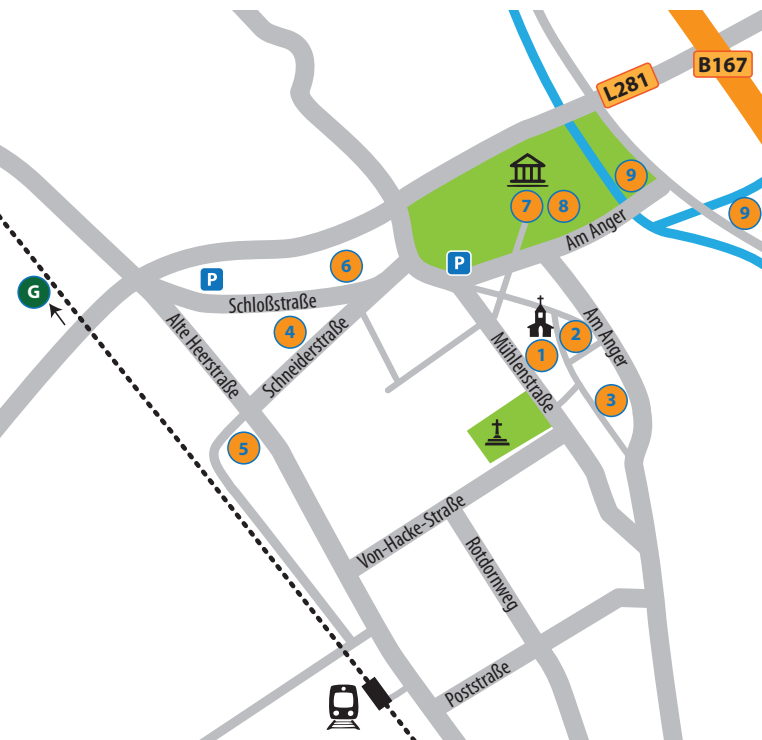 B167
L281
9
7
8
9
Am Anger
P
6
P
G
Schloßstraße
4
Schneiderstraße
Alte Heerstraße
Am Anger
2
1
Mühlenstraße
3
5
Von-Hacke-Straße
Rotdornweg
Poststraße